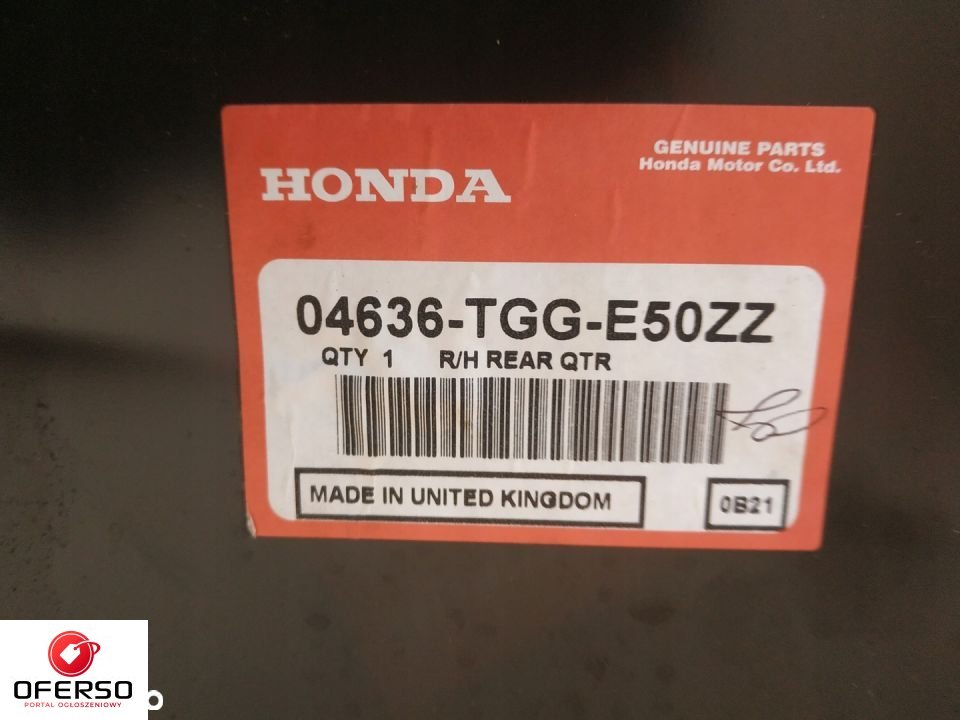 HONDA
GENUINE PARTS
Honda Motor Co. Ltd.
04636-TGG-E50ZZ
QTY 1 R/H REAR QTR
MADE IN UNITED KINGDOM
0B21
OFERSO
PORTAL OGŁOSZENIOWY